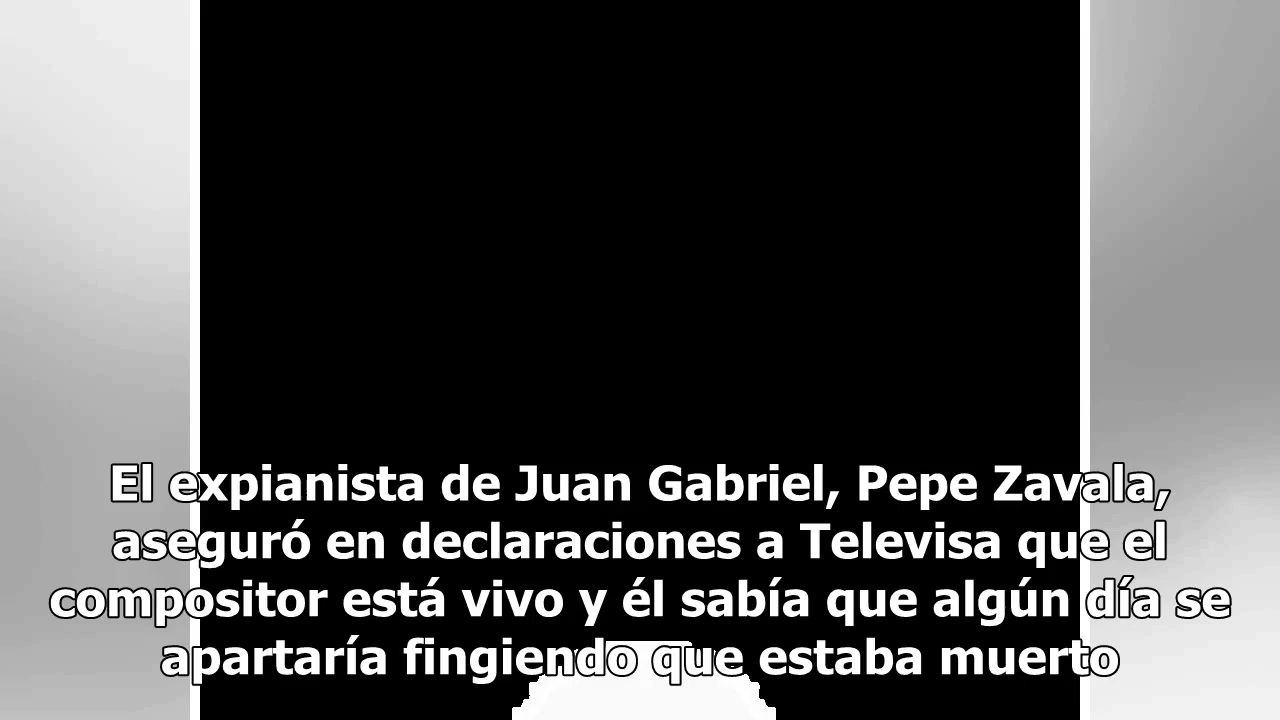 El expianista de Juan Gabriel, Pepe Zavala,
aseguró en declaraciones a Televisa que el
compositor está vivo y él sabía que algún día se
apartaría fingiendo que estaba muerto